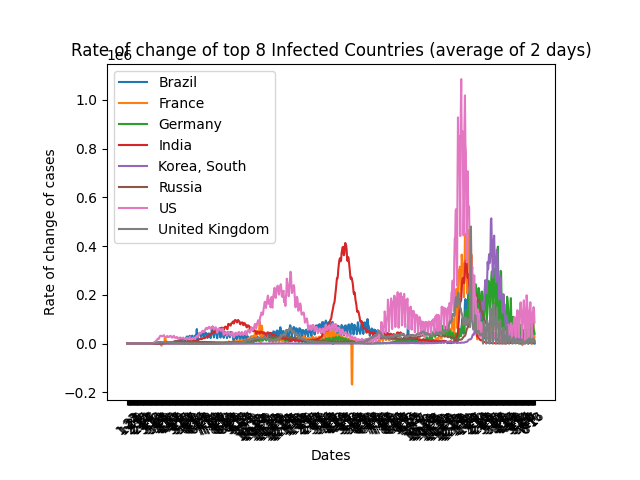 Rate of change of top 8 Infected Countries (average of 2 days)
1e6
Brazil
France
Germany
India
Korea, South
Russia
US
United Kingdom
1.0
0.8
0.6
0.4
0.2
0.0
−0.2
Rate of change of cases
Dates